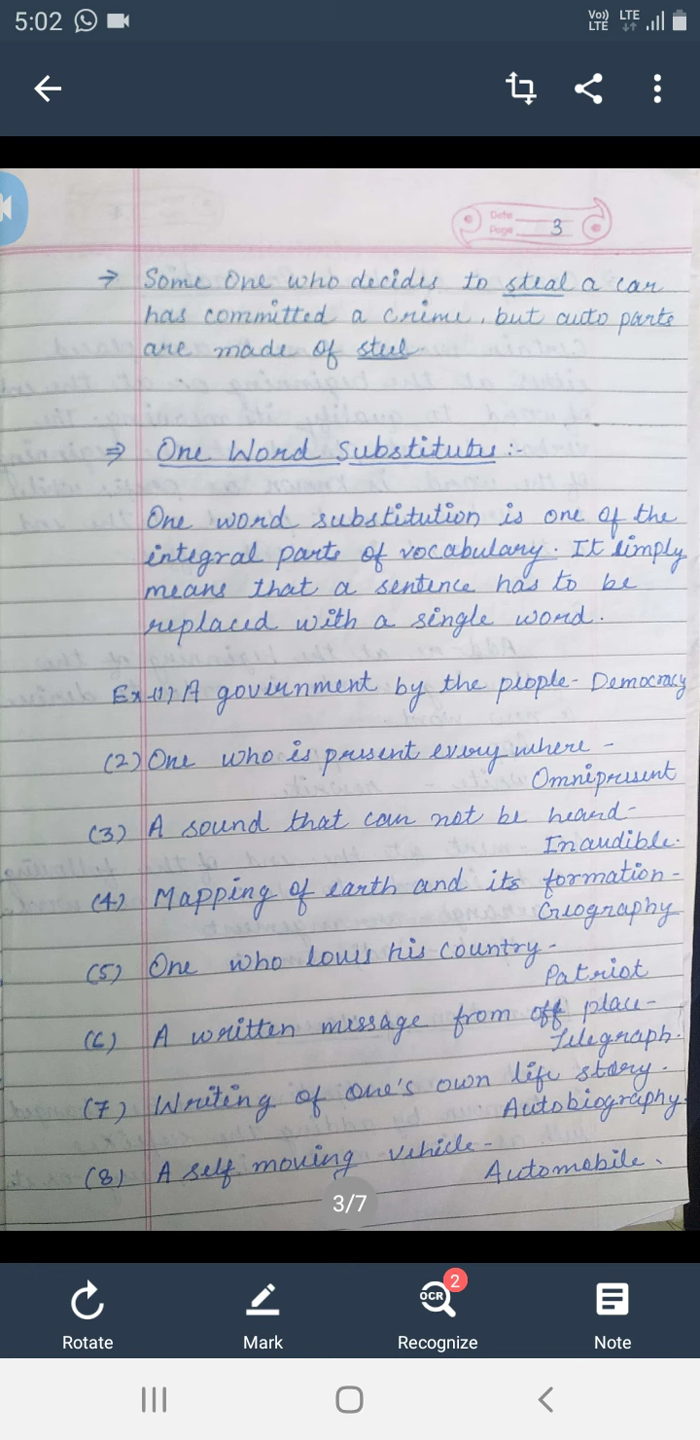 5:02
Vo)) LTE
LTE
Date
Page 3
→ Some One who decides to steal a car
has committed a crime, but auto parts
are made of steel
⇒ One Word Substitutes :-
One word substitution is one of the
integral parts of vocabulary. It simply
means that a sentence has to be
replaced with a single word.
Ex-(1) A government by the people- Democracy
(2) One who is present every where -
Omnipresent
(3) A sound that can not be heard-
Inaudible.
(4) Mapping of earth and its formation-
Geography
(5) One who loves his country-
Patriot
(6) A written message from off place-
Telegraph.
(7) Writing of one's own life story.
Autobiography.
(8) A self moving vehicle-
Automobile.
3/7
OCR 2
Rotate Mark Recognize Note